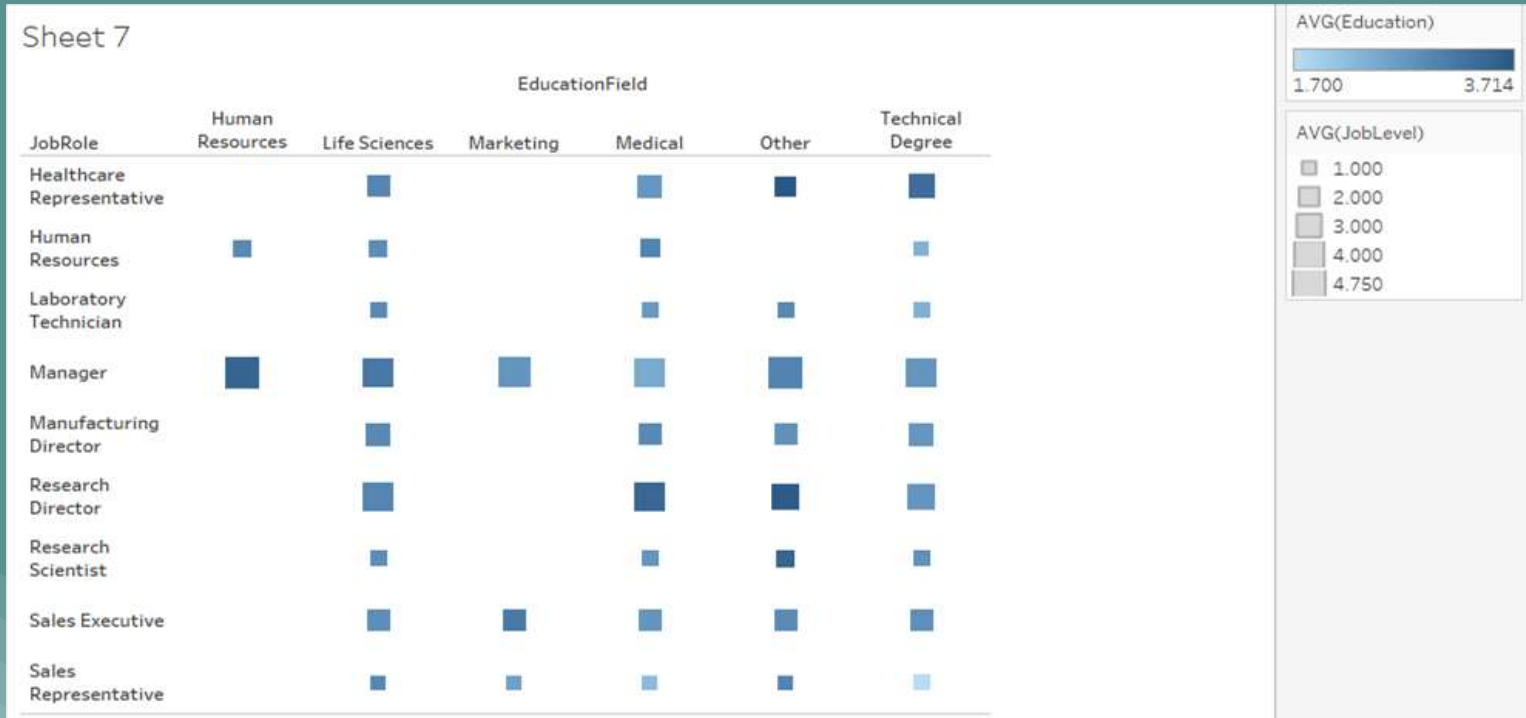 Sheet 7
EducationField
JobRole
Human
Resources
Life Sciences
Marketing
Medical
Other
Technical
Degree
Healthcare
Representative
Human
Resources
Laboratory
Technician
Manager
Manufacturing
Director
Research
Director
Research
Scientist
Sales Executive
Sales
Representative
AVG(Education)
1.700 3.714
AVG(JobLevel)
1.000
2.000
3.000
4.000
4.750